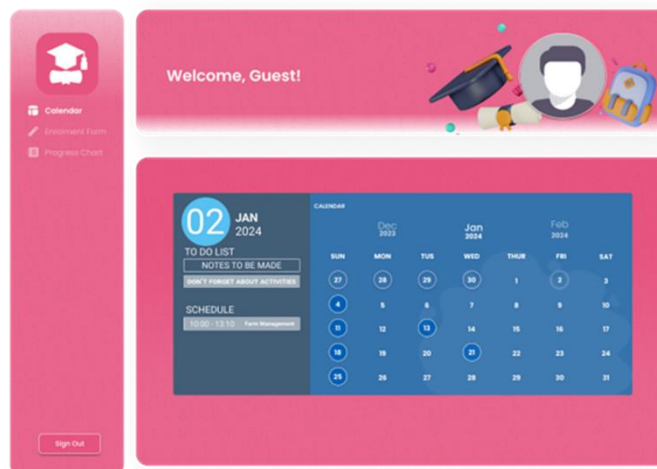 Welcome, Guest!
Calendar
Enrolment Form
Progress Chart
Sign Out
02 JAN
2024
TO DO LIST
NOTES TO BE MADE
DON'T FORGET ABOUT ACTIVITIES
SCHEDULE
10:00 - 13:10 Farm Management
CALENDAR
Dec Jan Feb
2023 2024 2024
SUN MON TUS WED THUR FRI SAT
27 28 29 30 1 2 3
4 5 6 7 8 9 10
11 12 13 14 15 16 17
18 19 20 21 22 23 24
25 26 27 28 29 30 31